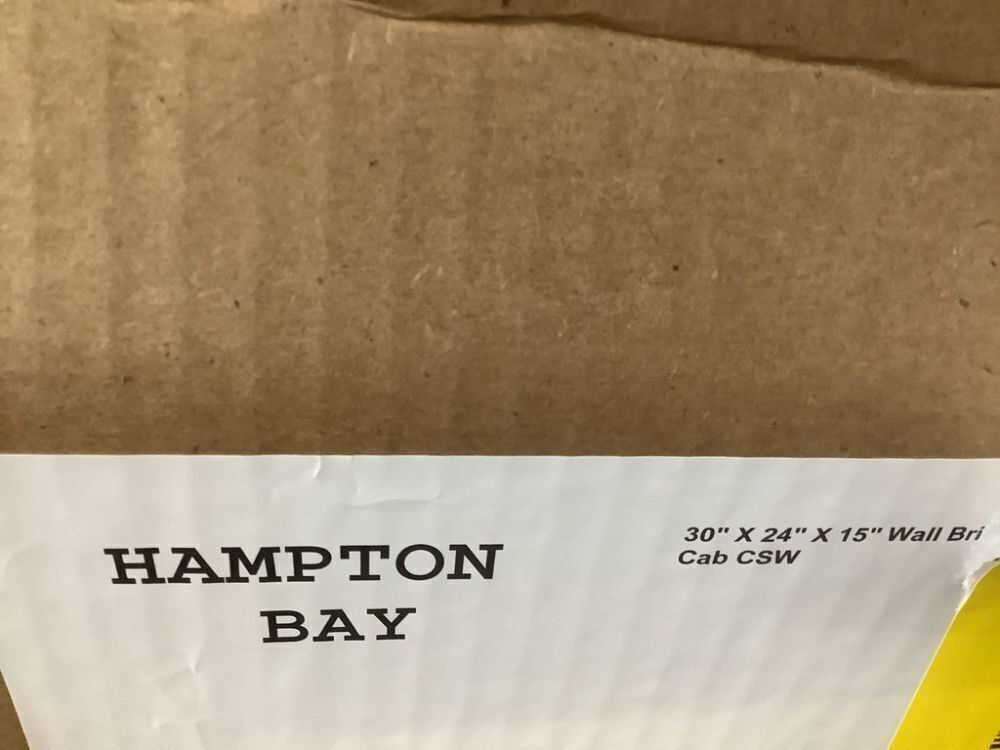 HAMPTON
BAY
30" X 24" X 15" Wall Bri
Cab CSW